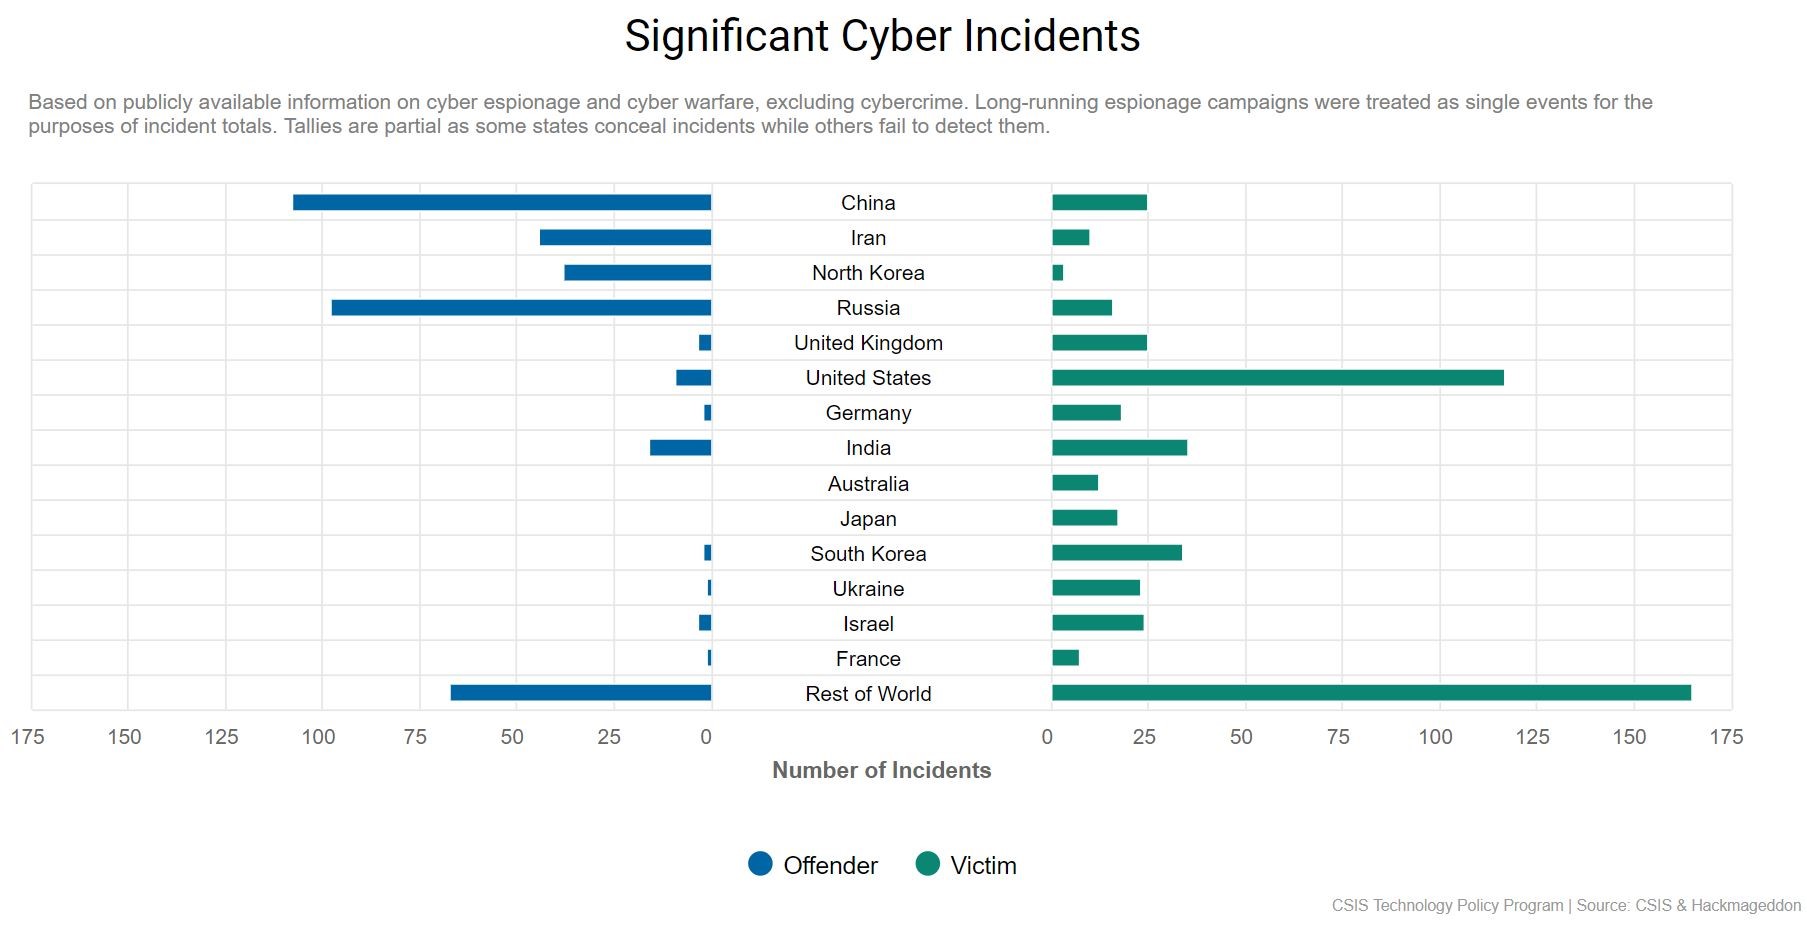 Significant Cyber Incidents
Based on publicly available information on cyber espionage and cyber warfare, excluding cybercrime. Long-running espionage campaigns were treated as single events for the
purposes of incident totals. Tallies are partial as some states conceal incidents while others fail to detect them.
China
Iran
North Korea
Russia
United Kingdom
United States
Germany
India
Australia
Japan
South Korea
Ukraine
Israel
France
Rest of World
175 150 125 100 75 50 25 0 0 25 50 75 100 125 150 175
Number of Incidents
Offender Victim
CSIS Technology Policy Program | Source: CSIS & Hackmageddon